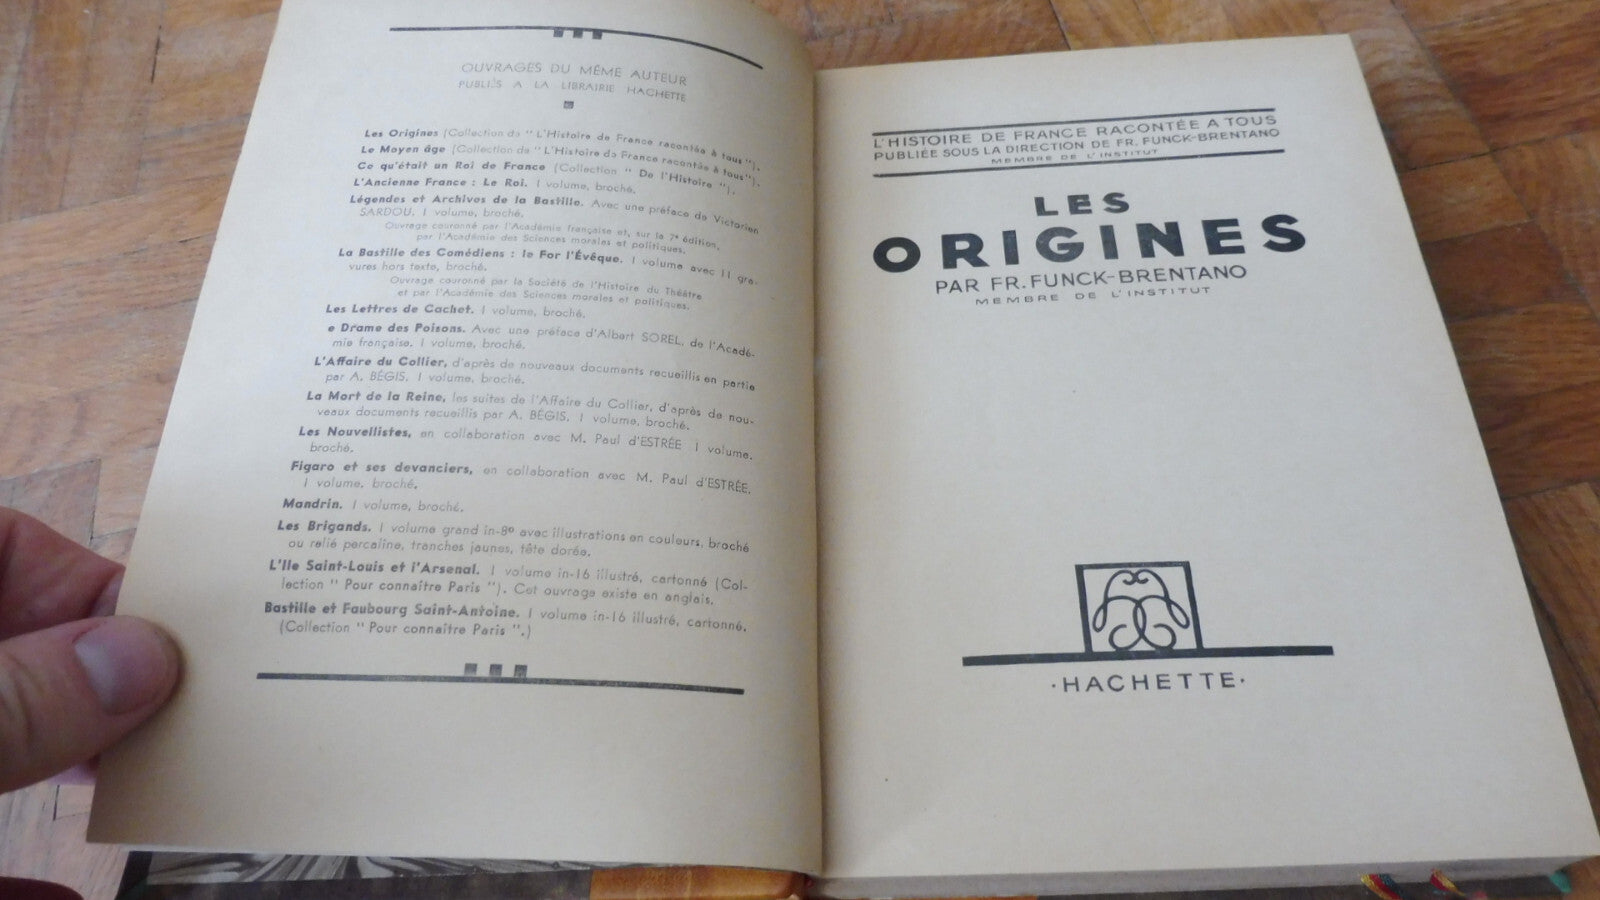 OUVRAGES DU MÊME AUTEUR
PUBLIÉS A LA LIBRAIRIE HACHETTE
Les Origines (Collection de " L'Histoire de France racontée à tous ").
Le Moyen âge (Collection de " L'Histoire de France racontée à tous").
Ce qu'était un Roi de France (Collection " De l'Histoire ").
L'Ancienne France : Le Roi. 1 volume, broché.
Légendes et Archives de la Bastille. Avec une préface de Victorien
SARDOU. 1 volume, broché.
Ouvrage couronné par l'Académie française et, sur la 7e édition,
par l'Académie des Sciences morales et politiques.
La Bastille des Comédiens : le For l'Évêque. 1 volume avec 11 gra-
vures hors texte, broché.
Ouvrage couronné par la Société de l'Histoire du Théâtre
et par l'Académie des Sciences morales et politiques.
Les Lettres de Cachet. 1 volume, broché.
e Drame des Poisons. Avec une préface d'Albert SOREL, de l'Acadé-
mie française. 1 volume, broché.
L'Affaire du Collier, d'après de nouveaux documents recueillis en partie
par A. BÉGIS. 1 volume, broché.
La Mort de la Reine, les suites de l'Affaire du Collier, d'après de nou-
veaux documents recueillis par A. BÉGIS. 1 volume, broché.
Les Nouvellistes, en collaboration avec M. Paul d'ESTRÉE 1 volume,
broché.
Figaro et ses devanciers, en collaboration avec M. Paul d'ESTRÉE.
1 volume, broché.
Mandrin. 1 volume, broché.
Les Brigands. 1 volume grand in-8º avec illustrations en couleurs, broché
ou relié percaline, tranches jaunes, tête dorée.
L'Ile Saint-Louis et l'Arsenal. 1 volume in-16 illustré, cartonné (Col-
lection " Pour connaître Paris "). Cet ouvrage existe en anglais.
Bastille et Faubourg Saint-Antoine. 1 volume in-16 illustré, cartonné.
(Collection " Pour connaître Paris ".)
L'HISTOIRE DE FRANCE RACONTÉE A TOUS
PUBLIÉE SOUS LA DIRECTION DE FR. FUNCK-BRENTANO
MEMBRE DE L'INSTITUT
LES
ORIGINES
PAR FR. FUNCK-BRENTANO
MEMBRE DE L'INSTITUT
·HACHETTE·